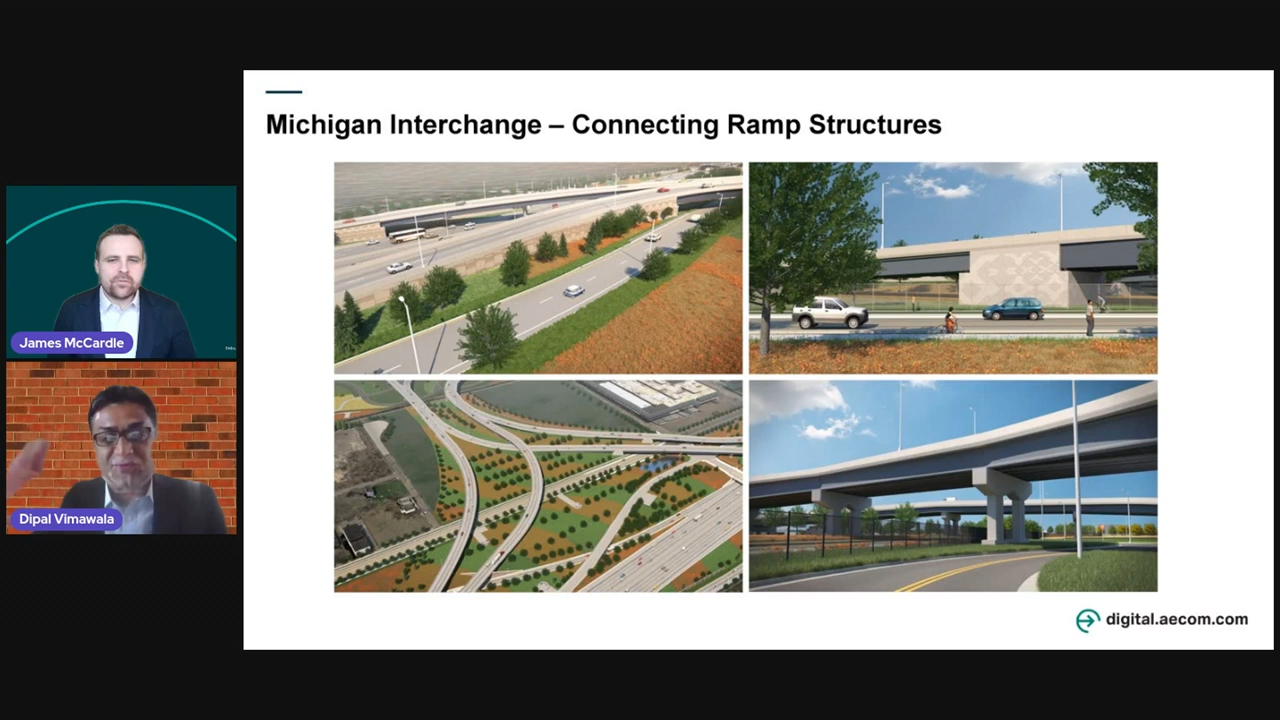 Michigan Interchange – Connecting Ramp Structures
James McCardle
Dipal Vimawala
digital.aecom.com